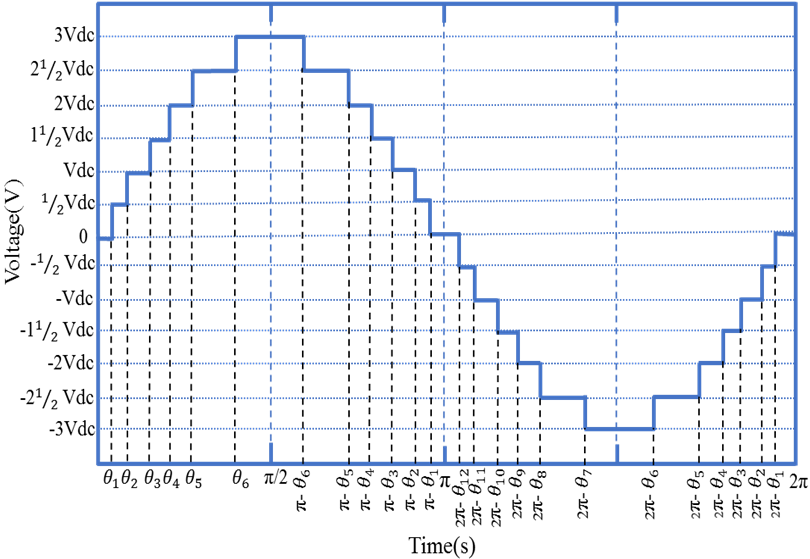 3Vdc
2¹/₂Vdc
2Vdc
1¹/₂Vdc
Vdc
¹/₂Vdc
0
-¹/₂ Vdc
-Vdc
-1¹/₂ Vdc
-2Vdc
-2¹/₂ Vdc
-3Vdc
Voltage(V)
θ₁
θ₂
θ₃
θ₄
θ₅
θ₆
π/2
π- θ₆
π- θ₅
π- θ₄
π- θ₃
π- θ₂
π- θ₁
π
2π- θ₁₂
2π- θ₁₁
2π- θ₁₀
2π- θ₉
2π- θ₈
2π- θ₇
2π- θ₆
2π- θ₅
2π- θ₄
2π- θ₃
2π- θ₂
2π- θ₁
2π
Time(s)